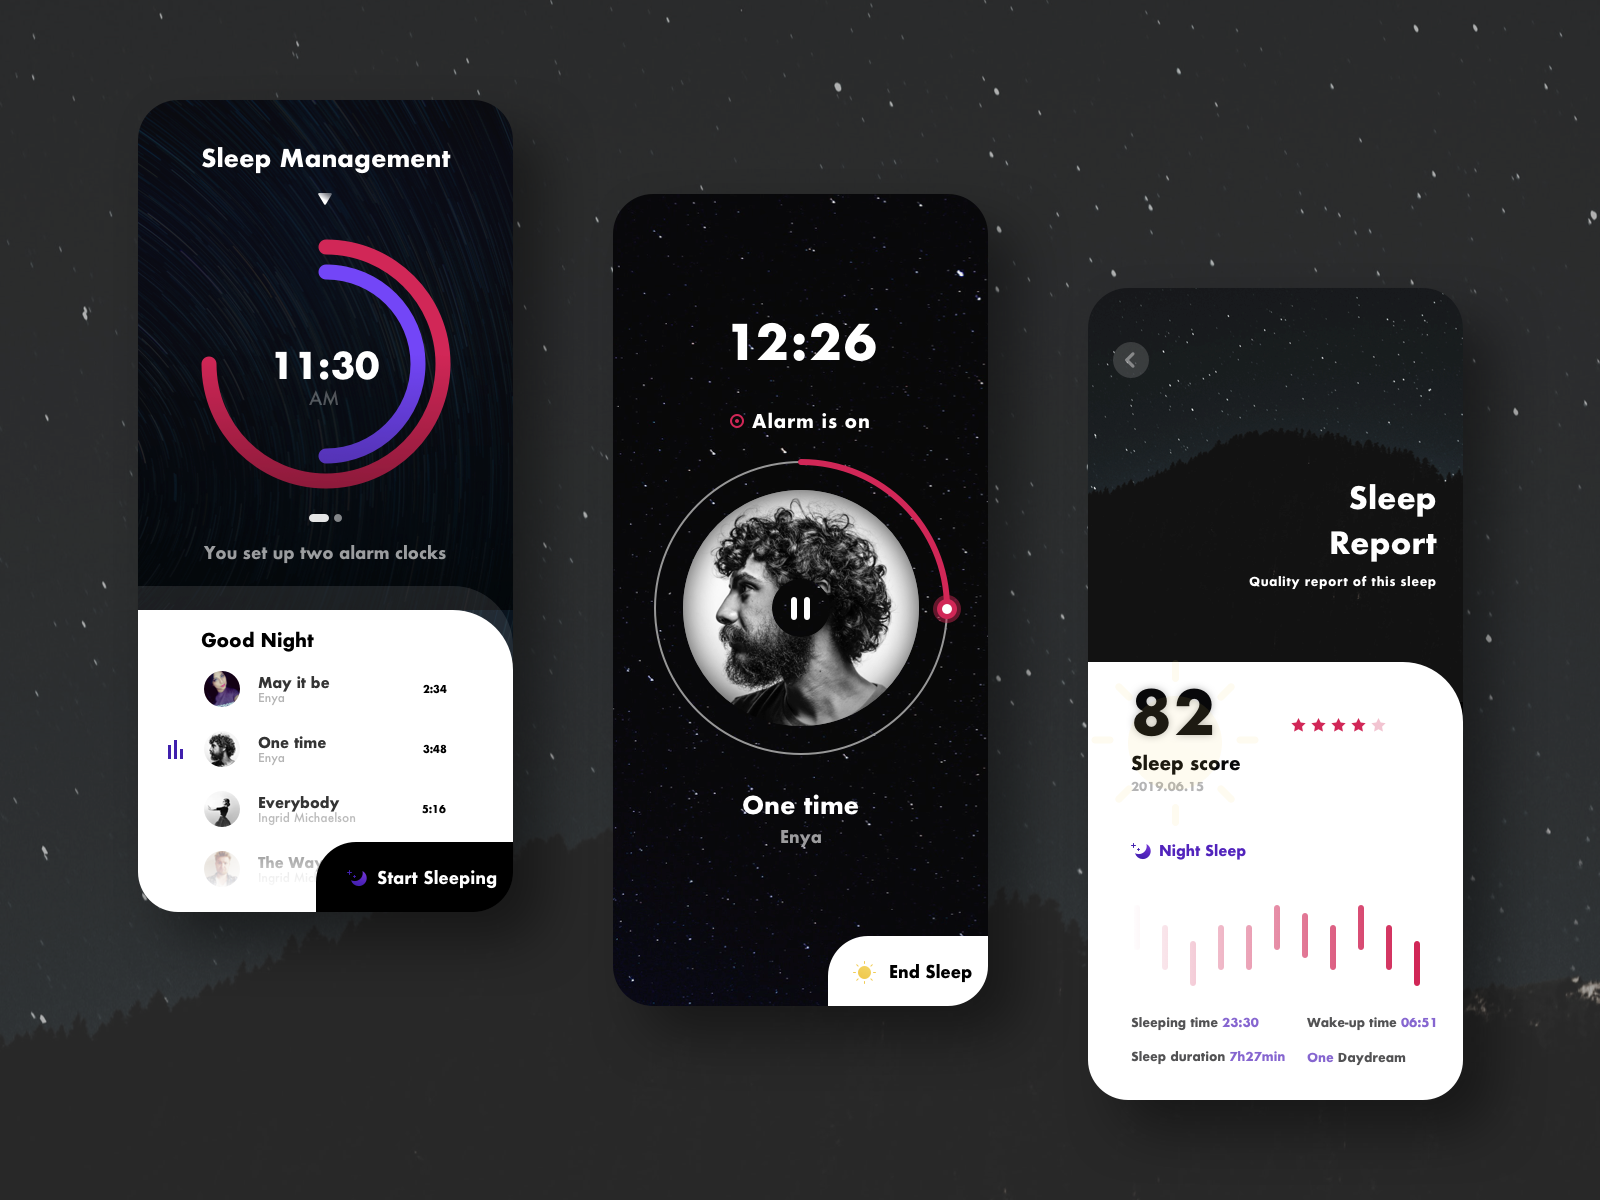 Sleep Management
11:30
AM
You set up two alarm clocks
Good Night
May it be
Enya
2:34
One time
Enya
3:48
Everybody
Ingrid Michaelson
5:16
The Way
Ingrid
Start Sleeping
12:26
Alarm is on
One time
Enya
End Sleep
Sleep
Report
Quality report of this sleep
82
Sleep score
2019.06.15
Night Sleep
Sleeping time 23:30
Wake-up time 06:51
Sleep duration 7h27min
One Daydream